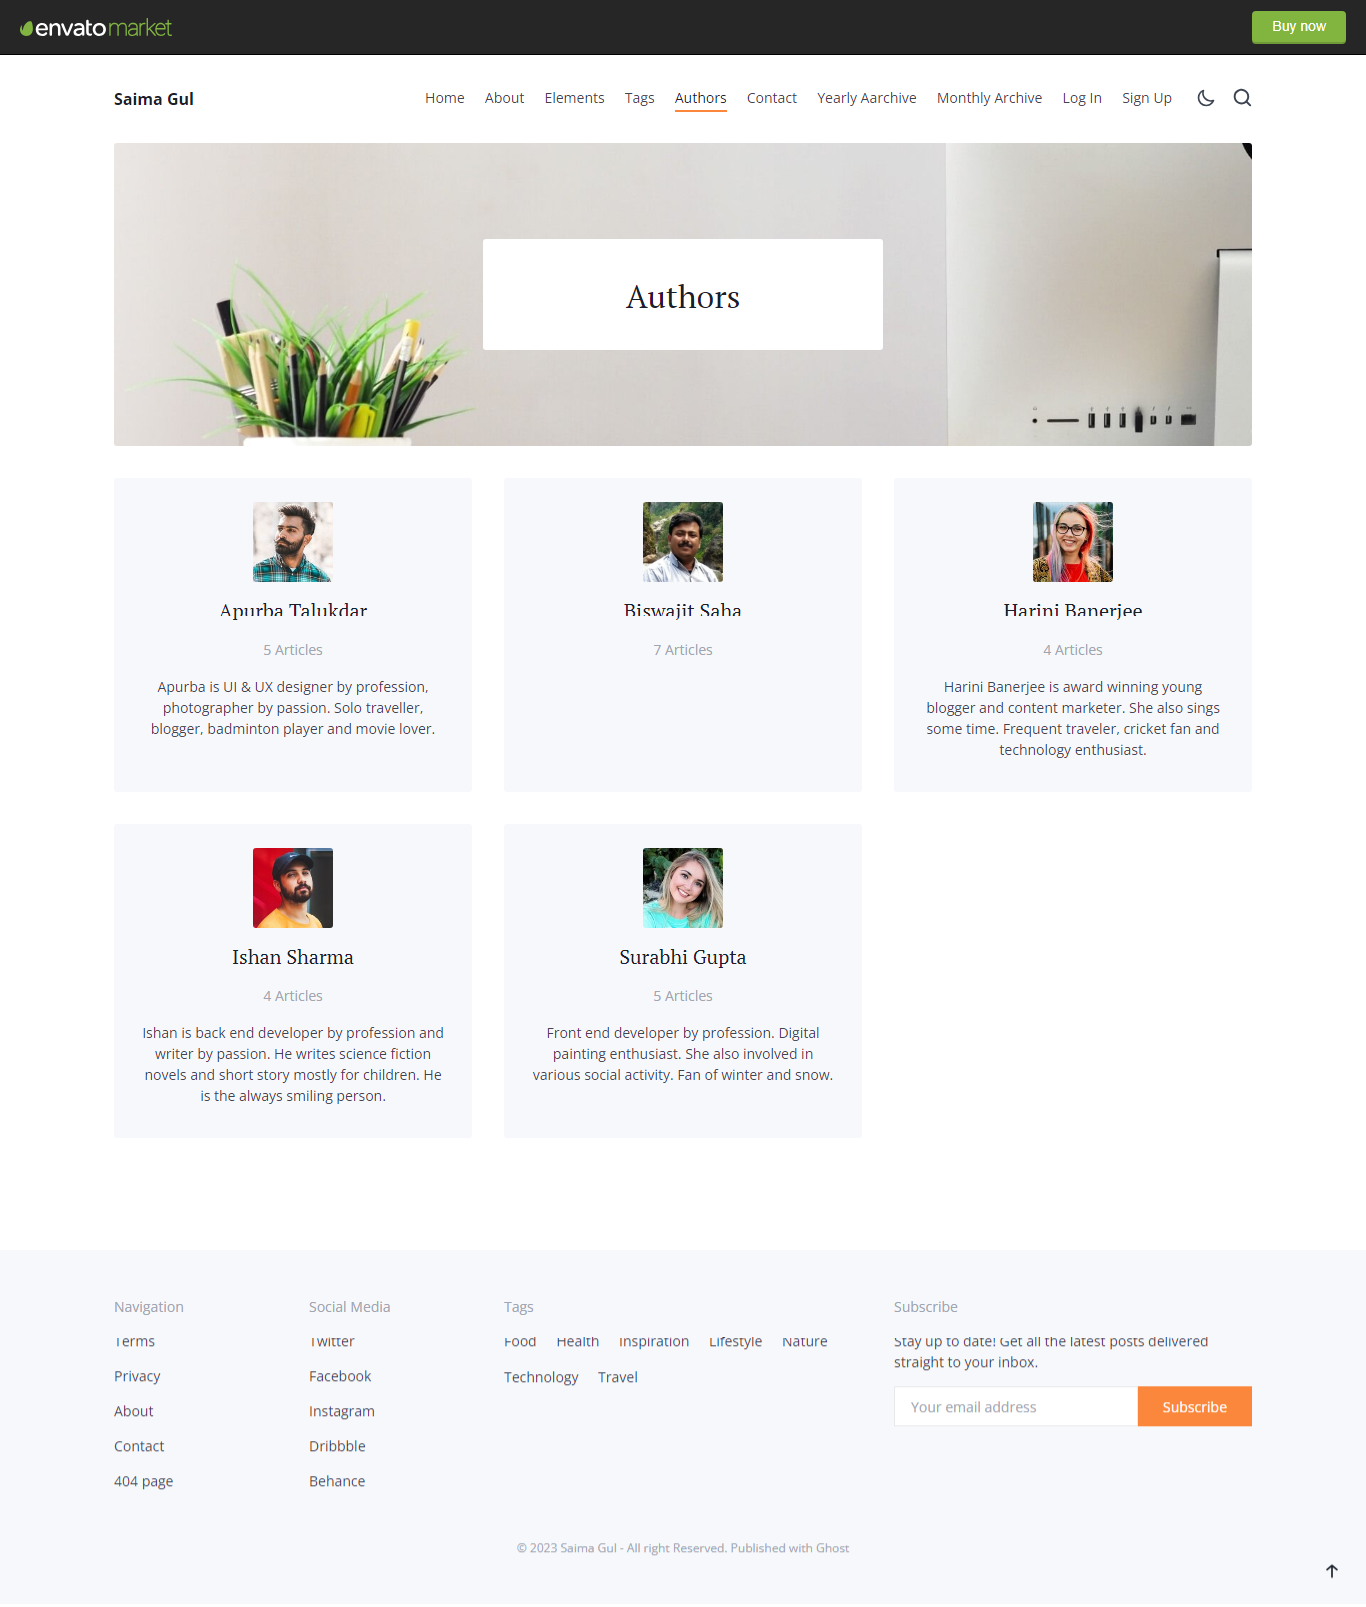 envato market
Buy now
Saima Gul
Home About Elements Tags Authors Contact Yearly Aarchive Monthly Archive Log In Sign Up
Authors
Apurba Talukdar
5 Articles
Apurba is UI & UX designer by profession,
photographer by passion. Solo traveller,
blogger, badminton player and movie lover.
Biswajit Saha
7 Articles
Harini Banerjee
4 Articles
Harini Banerjee is award winning young
blogger and content marketer. She also sings
some time. Frequent traveler, cricket fan and
technology enthusiast.
Ishan Sharma
4 Articles
Ishan is back end developer by profession and
writer by passion. He writes science fiction
novels and short story mostly for children. He
is the always smiling person.
Surabhi Gupta
5 Articles
Front end developer by profession. Digital
painting enthusiast. She also involved in
various social activity. Fan of winter and snow.
Navigation
Terms
Privacy
About
Contact
404 page
Social Media
Twitter
Facebook
Instagram
Dribbble
Behance
Tags
Food Health Inspiration Lifestyle Nature
Technology Travel
Subscribe
Stay up to date! Get all the latest posts delivered
straight to your inbox.
Your email address
Subscribe
© 2023 Saima Gul - All right Reserved. Published with Ghost